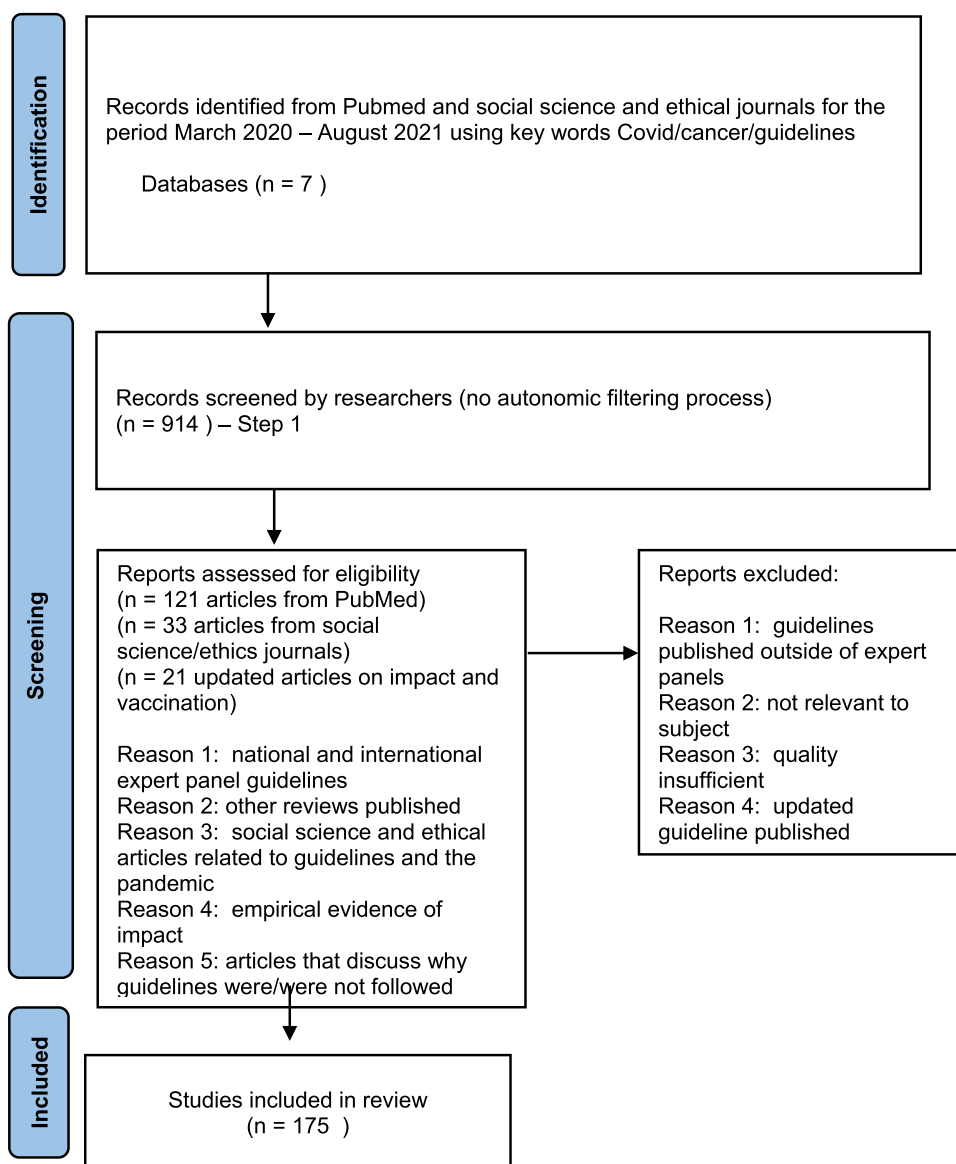 Identification
Records identified from Pubmed and social science and ethical journals for the
period March 2020 – August 2021 using key words Covid/cancer/guidelines
Databases (n = 7 )
Screening
Records screened by researchers (no autonomic filtering process)
(n = 914 ) – Step 1
Reports assessed for eligibility
(n = 121 articles from PubMed)
(n = 33 articles from social
science/ethics journals)
(n = 21 updated articles on impact and
vaccination)
Reason 1:  national and international
expert panel guidelines
Reason 2: other reviews published
Reason 3:  social science and ethical
articles related to guidelines and the
pandemic
Reason 4:  empirical evidence of
impact
Reason 5: articles that discuss why
guidelines were/were not followed
Reports excluded:
Reason 1:  guidelines
published outside of expert
panels
Reason 2: not relevant to
subject
Reason 3:  quality
insufficient
Reason 4:  updated
guideline published
Included
Studies included in review
(n = 175  )